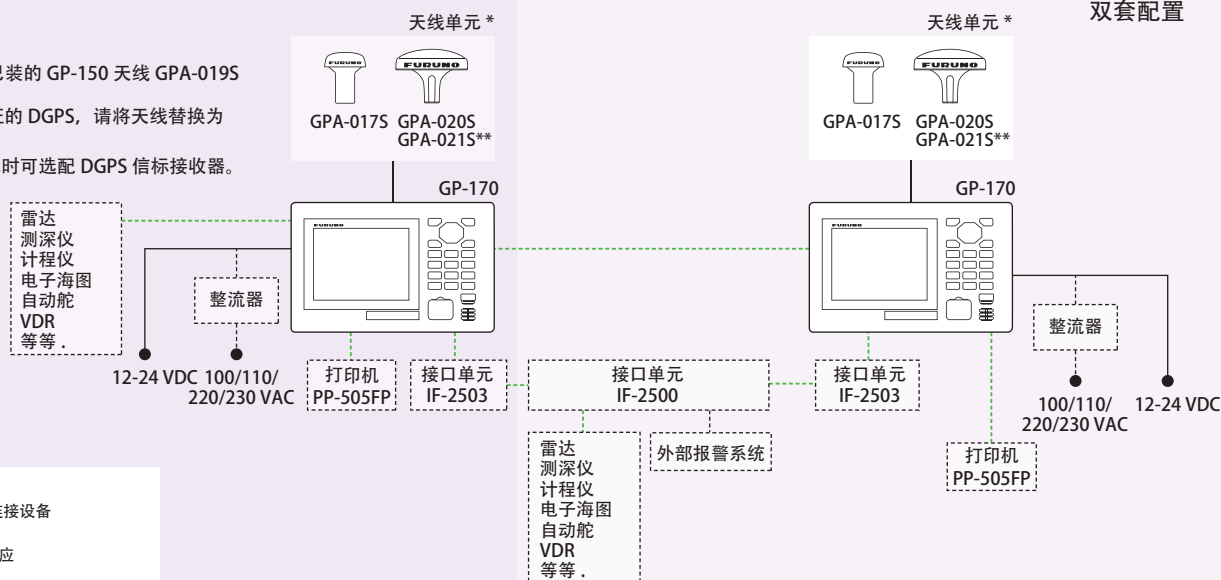 双套配置
天线单元 *
天线单元 *
已装的 GP-150 天线 GPA-019S
的 DGPS, 请将天线替换为
时可选配 DGPS 信标接收器。
FURUNO
FURUNO
GPA-017S
GPA-020S
GPA-021S**
GP-170
FURUNO
雷达
测深仪
计程仪
电子海图
自动舵
VDR
等等 .
整流器
12-24 VDC
100/110/
220/230 VAC
打印机
PP-505FP
接口单元
IF-2503
接口单元
IF-2500
雷达
测深仪
计程仪
电子海图
自动舵
VDR
等等 .
外部报警系统
FURUNO
FURUNO
GPA-017S
GPA-020S
GPA-021S**
GP-170
FURUNO
接口单元
IF-2503
整流器
100/110/
220/230 VAC
12-24 VDC
打印机
PP-505FP
连接设备
应